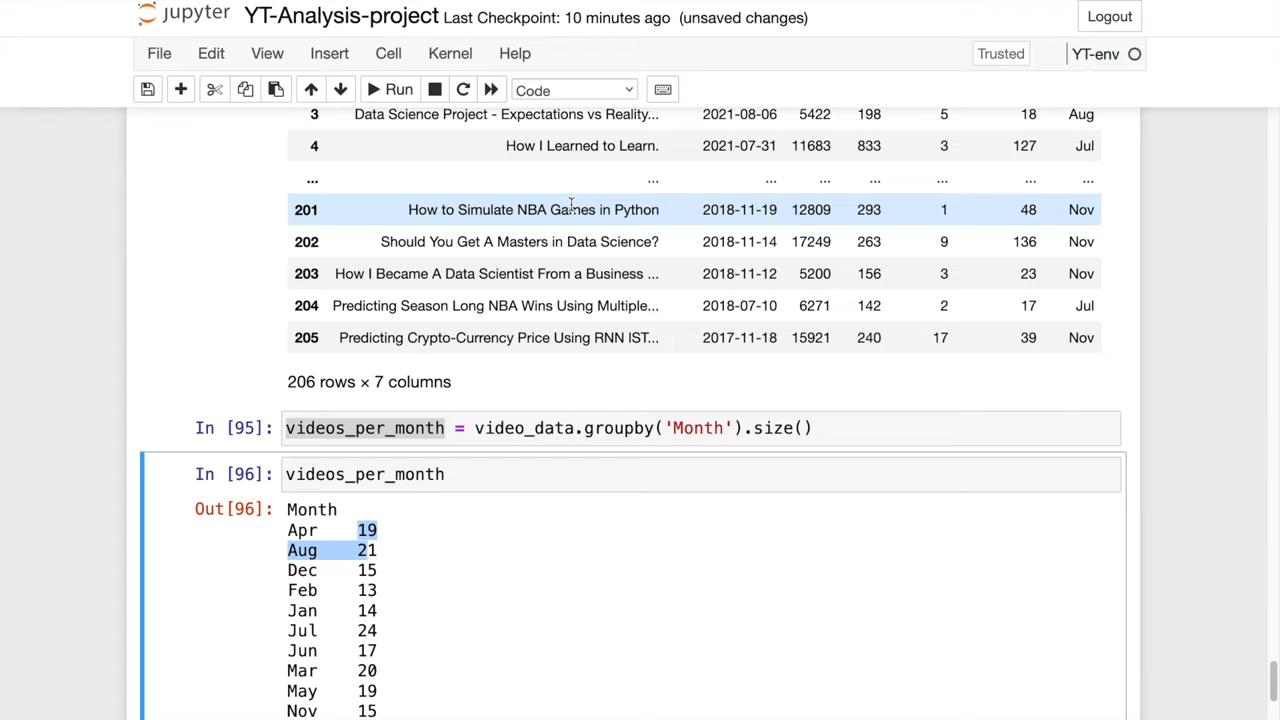 jupyter YT-Analysis-project Last Checkpoint: 10 minutes ago (unsaved changes) Logout
File Edit View Insert Cell Kernel Help Trusted YT-env
Run Code
3 Data Science Project - Expectations vs Reality... 2021-08-06 5422 198 5 18 Aug
4 How I Learned to Learn. 2021-07-31 11683 833 3 127 Jul
... ... ... ... ... ... ... ...
201 How to Simulate NBA Games in Python 2018-11-19 12809 293 1 48 Nov
202 Should You Get A Masters in Data Science? 2018-11-14 17249 263 9 136 Nov
203 How I Became A Data Scientist From a Business ... 2018-11-12 5200 156 3 23 Nov
204 Predicting Season Long NBA Wins Using Multiple... 2018-07-10 6271 142 2 17 Jul
205 Predicting Crypto-Currency Price Using RNN lST... 2017-11-18 15921 240 17 39 Nov
206 rows × 7 columns
In [95]: videos_per_month = video_data.groupby('Month').size()
In [96]: videos_per_month
Out[96]: Month
Apr 19
Aug 21
Dec 15
Feb 13
Jan 14
Jul 24
Jun 17
Mar 20
May 19
Nov 15